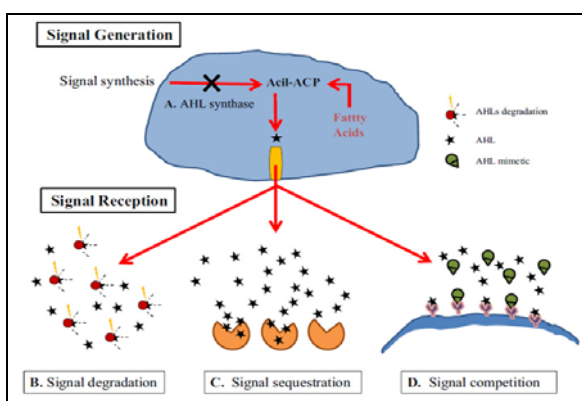 Signal Generation
Signal synthesis
Acil-ACP
A. AHL synthase
Fattty
Acids
AHLs degradation
AHL
AHL mimetic
Signal Reception
B. Signal degradation
C. Signal sequestration
D. Signal competition